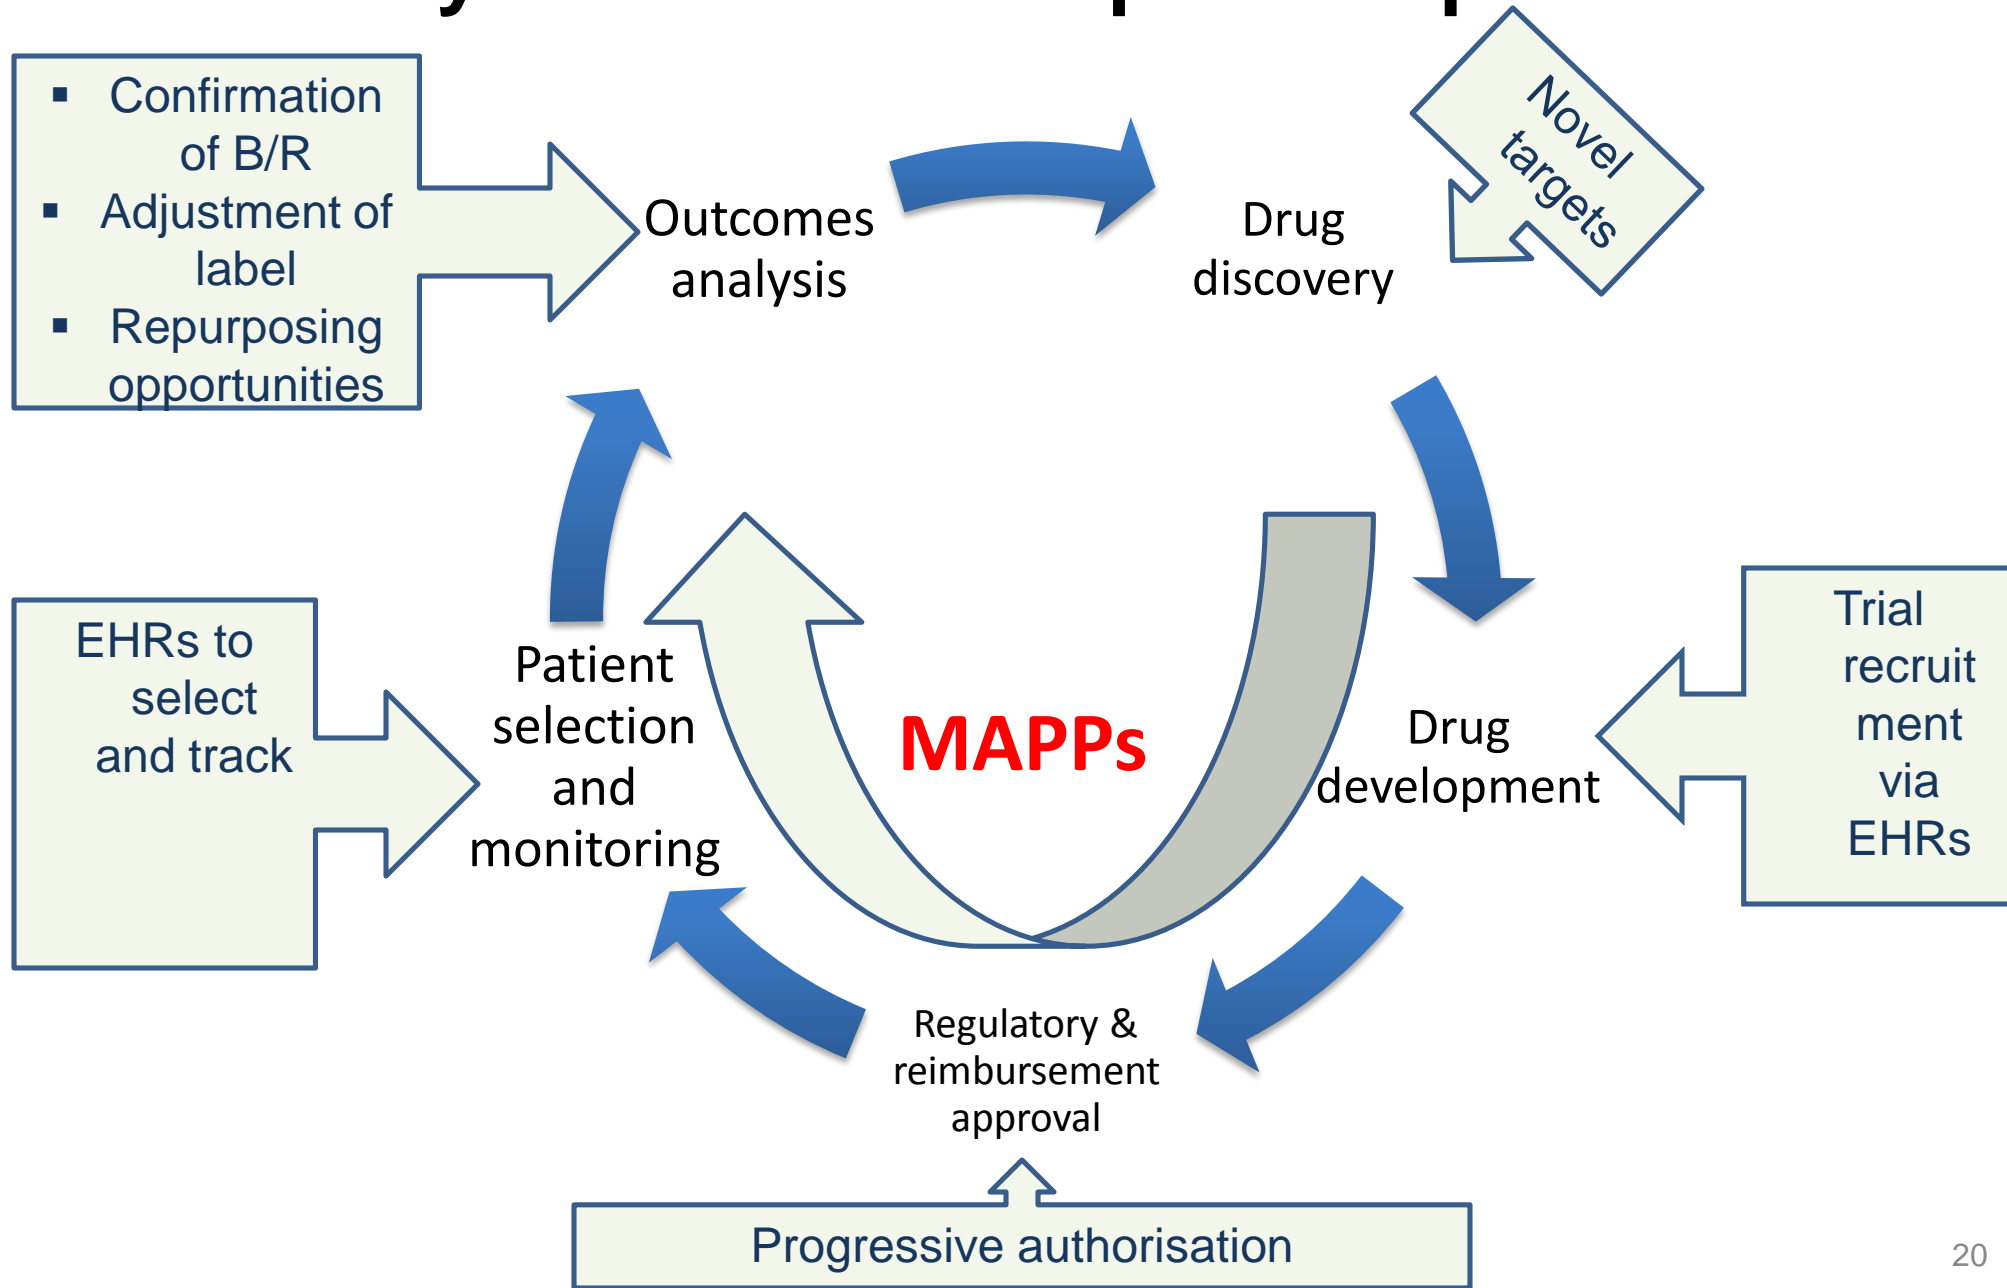 ▪ Confirmation
of B/R
▪ Adjustment of
label
▪ Repurposing
opportunities
Outcomes
analysis
Drug
discovery
Novel
targets
EHRs to
select
and track
Patient
selection
and
monitoring
MAPPs
Drug
development
Trial
recruit
ment
via
EHRs
Regulatory &
reimbursement
approval
Progressive authorisation
20